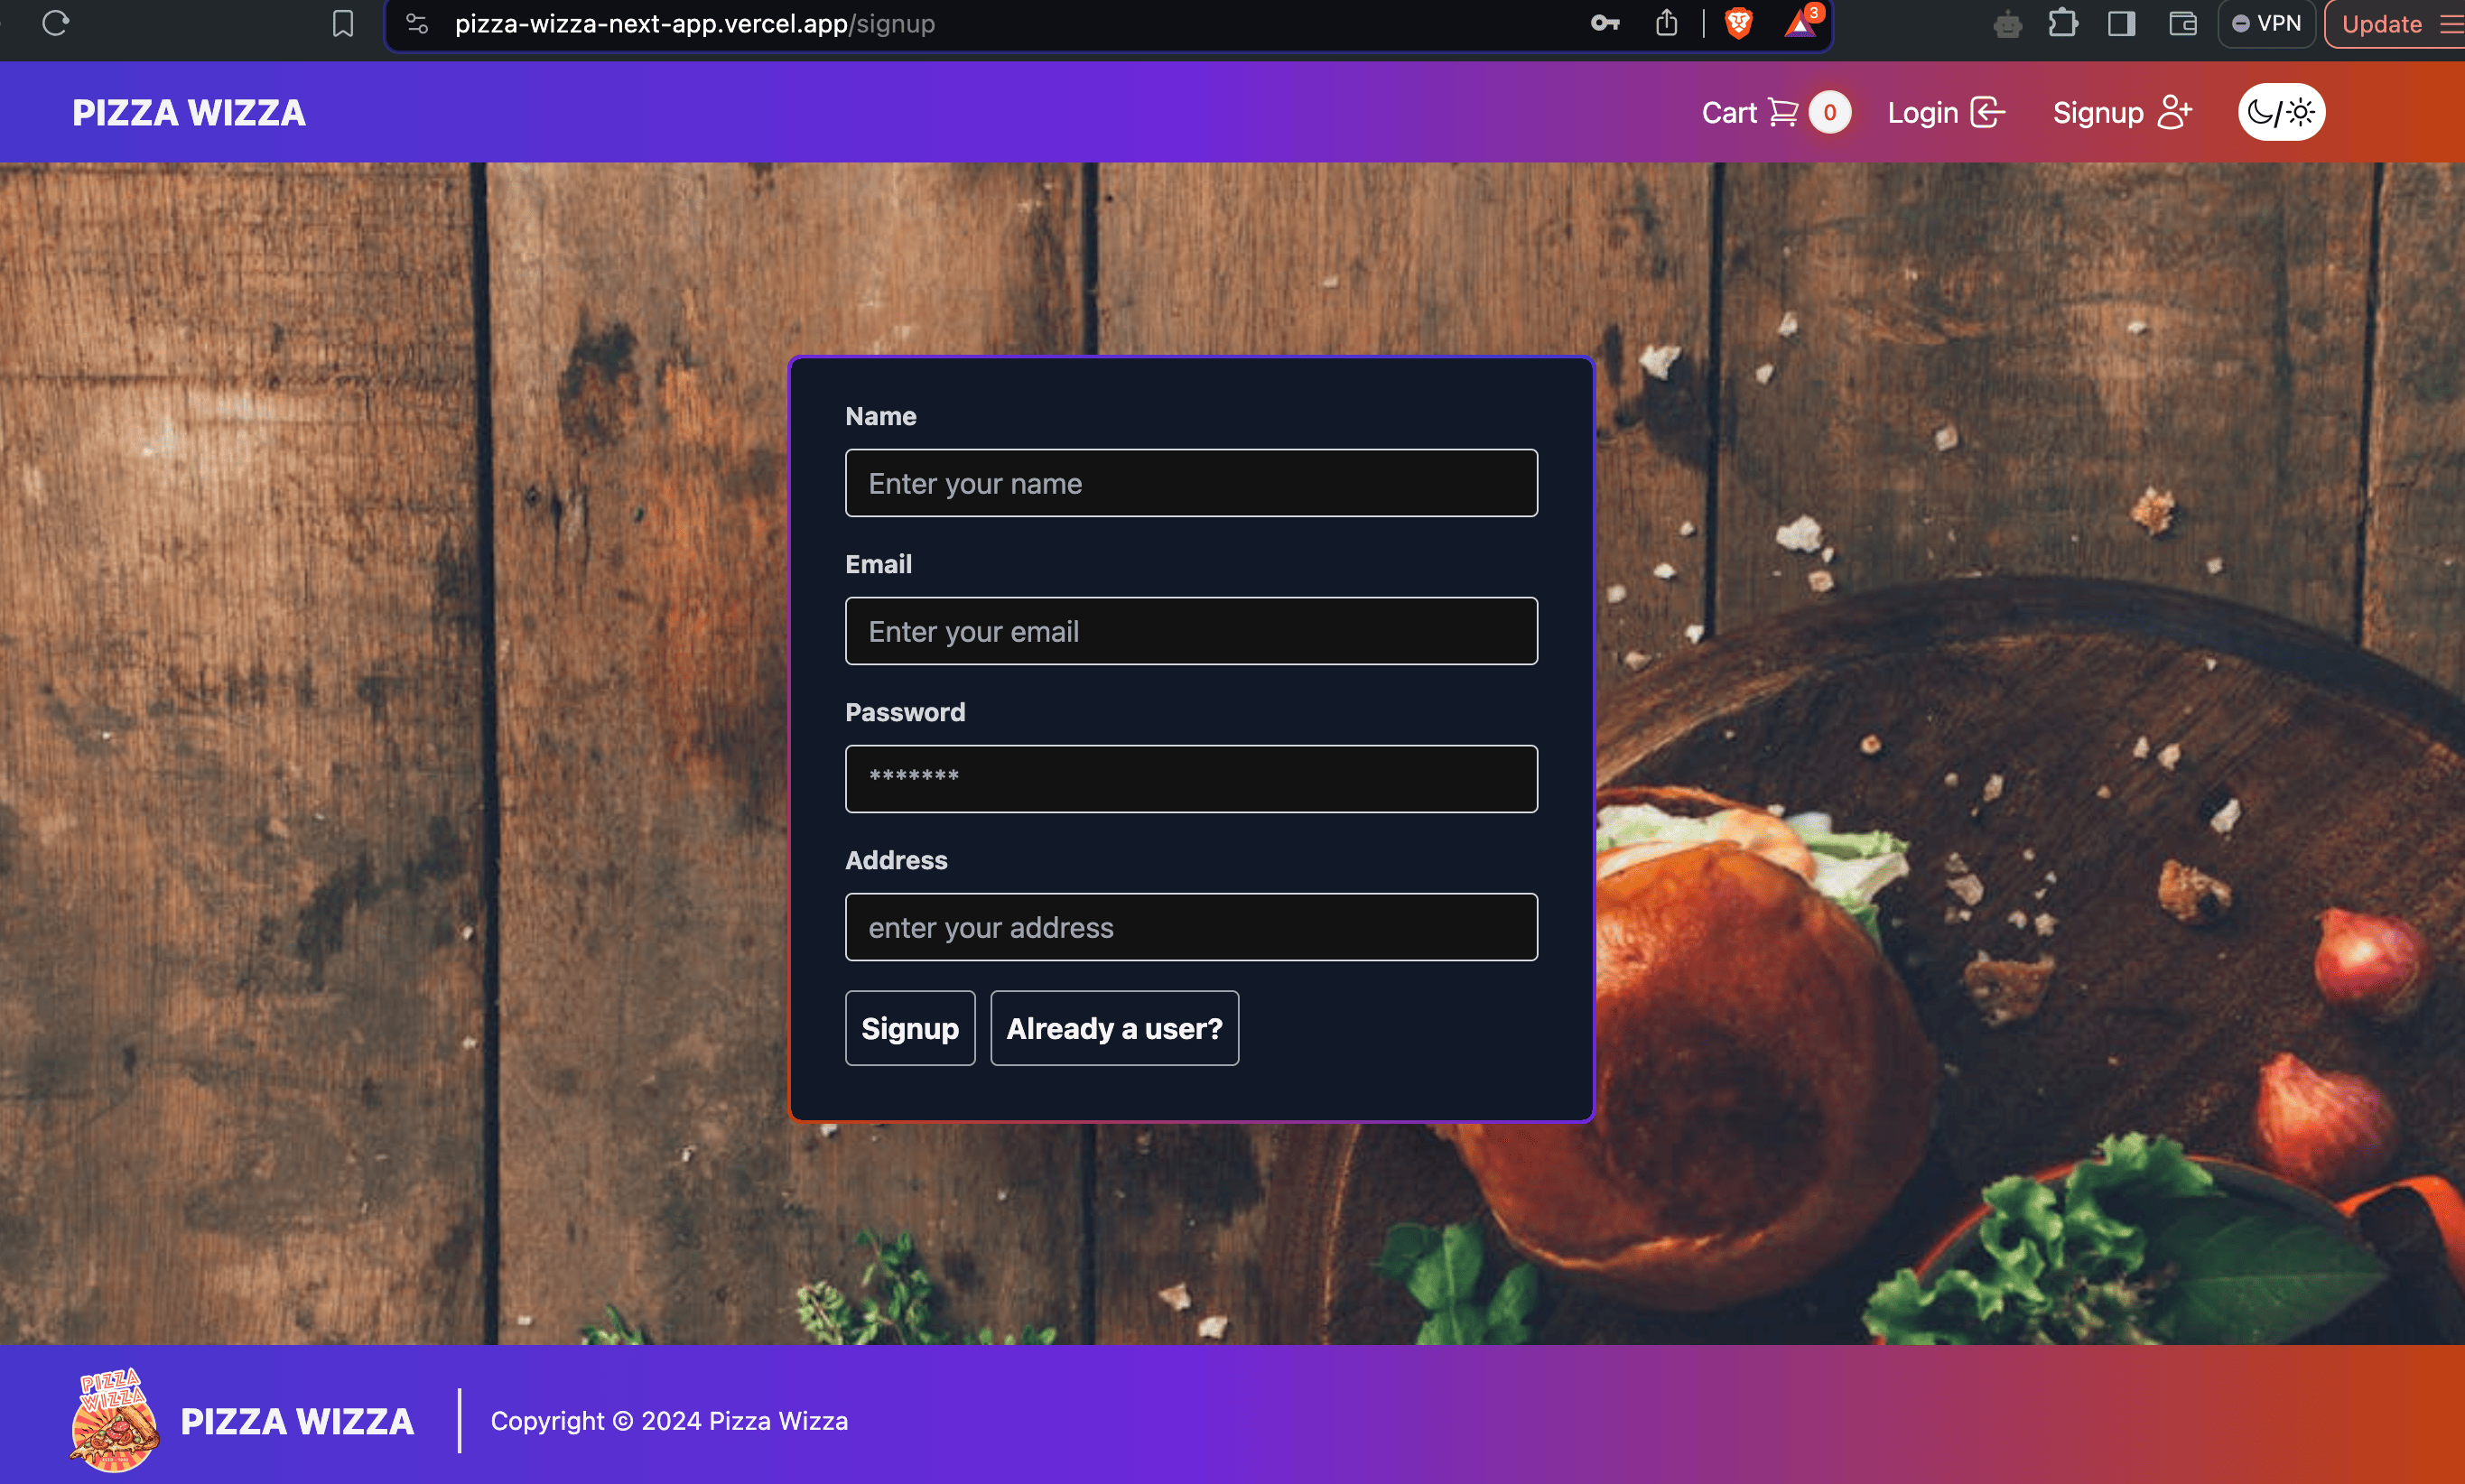 pizza-wizza-next-app.vercel.app/signup
3
VPN
Update
PIZZA WIZZA
Cart
0
Login
Signup
Name
Enter your name
Email
Enter your email
Password
*******
Address
enter your address
Signup
Already a user?
PIZZA
WIZZA
PIZZA WIZZA
Copyright © 2024 Pizza Wizza